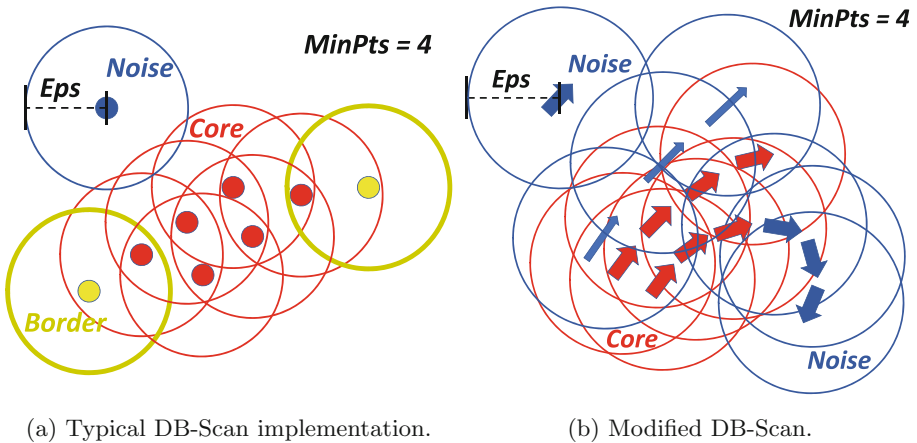 MinPts = 4
Noise
Eps
Core
Border
(a) Typical DB-Scan implementation.
MinPts = 4
Noise
Eps
Core
Noise
(b) Modified DB-Scan.